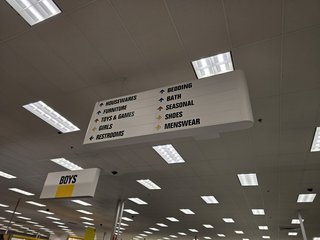 HOUSEWARES
FURNITURE
TOYS & GAMES
GIRLS
RESTROOMS
BEDDING
BATH
SEASONAL
SHOES
MENSWEAR
BOYS